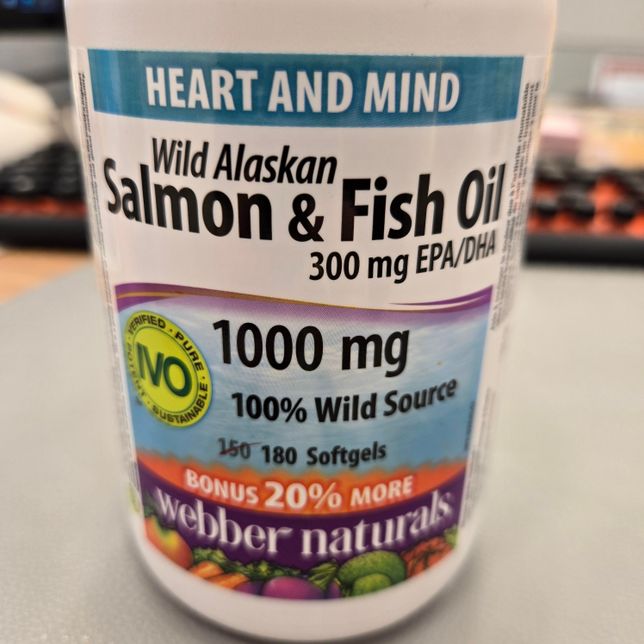 HEART AND MIND
Wild Alaskan
Salmon & Fish Oil
300 mg EPA/DHA
1000 mg
100% Wild Source
150 180 Softgels
BONUS 20% MORE
webber naturals
IVO
VERIFIED · PURE · SUSTAINABLE · POTENT